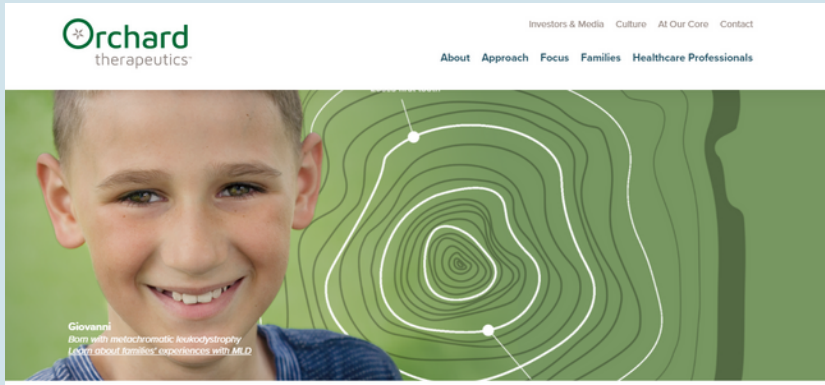 Investors & Media Culture At Our Core Contact
Orchard
therapeutics
About Approach Focus Families Healthcare Professionals
Giovanni
Born with metachromatic leukodystrophy
Learn about families' experiences with MLD